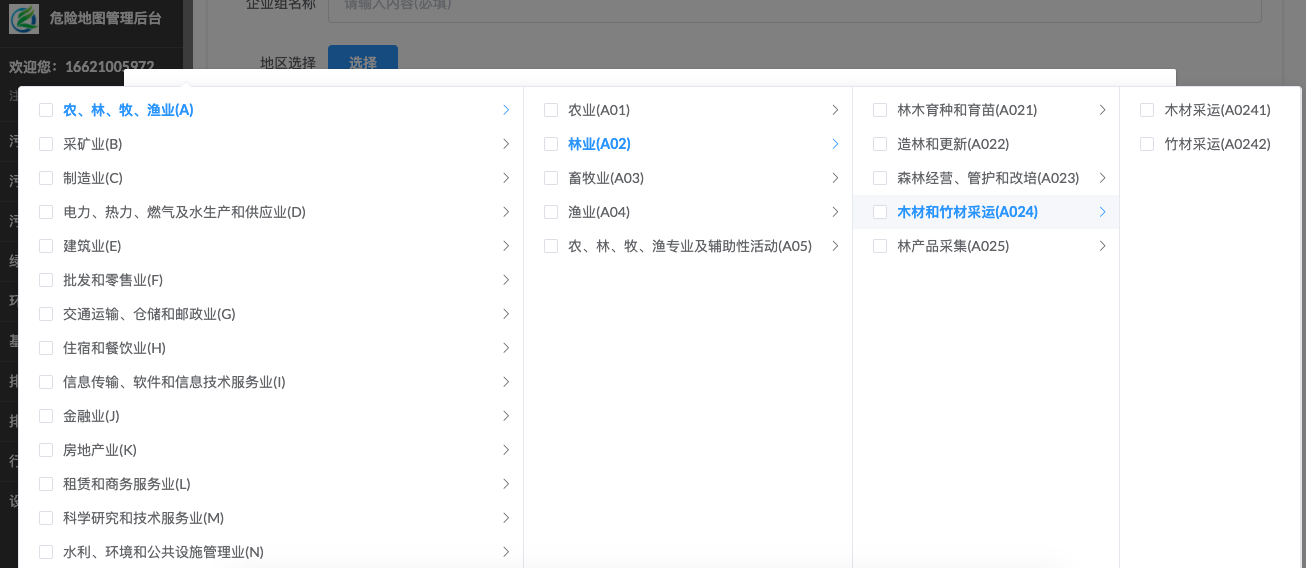 危险地图管理后台
欢迎您：16621005972
企业组名称
请输入内容(必填)
地区选择
选择
农、林、牧、渔业(A)
采矿业(B)
制造业(C)
电力、热力、燃气及水生产和供应业(D)
建筑业(E)
批发和零售业(F)
交通运输、仓储和邮政业(G)
住宿和餐饮业(H)
信息传输、软件和信息技术服务业(I)
金融业(J)
房地产业(K)
租赁和商务服务业(L)
科学研究和技术服务业(M)
水利、环境和公共设施管理业(N)
农业(A01)
林业(A02)
畜牧业(A03)
渔业(A04)
农、林、牧、渔专业及辅助性活动(A05)
林木育种和育苗(A021)
造林和更新(A022)
森林经营、管护和改培(A023)
木材和竹材采运(A024)
林产品采集(A025)
木材采运(A0241)
竹材采运(A0242)